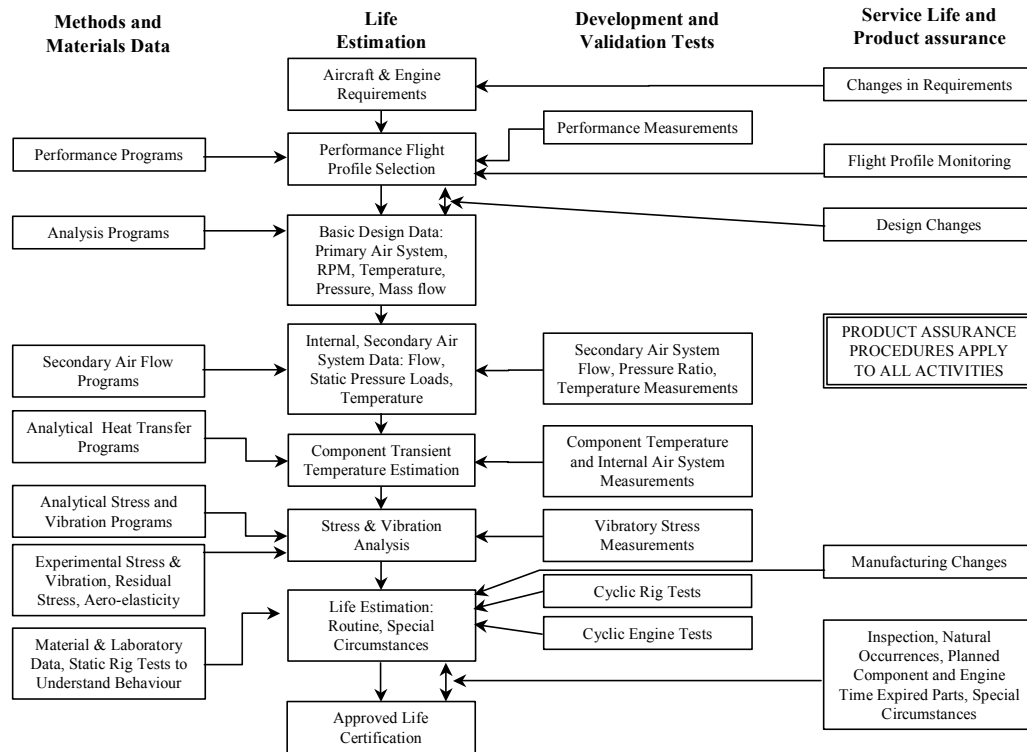 Methods and
Materials Data
Life
Estimation
Development and
Validation Tests
Service Life and
Product assurance
Aircraft & Engine
Requirements
Changes in Requirements
Performance Measurements
Performance Programs
Performance Flight
Profile Selection
Flight Profile Monitoring
Analysis Programs
Basic Design Data:
Primary Air System,
RPM, Temperature,
Pressure, Mass flow
Design Changes
Secondary Air Flow
Programs
Internal, Secondary Air
System Data: Flow,
Static Pressure Loads,
Temperature
Secondary Air System
Flow, Pressure Ratio,
Temperature Measurements
PRODUCT ASSURANCE
PROCEDURES APPLY
TO ALL ACTIVITIES
Analytical Heat Transfer
Programs
Component Transient
Temperature Estimation
Component Temperature
and Internal Air System
Measurements
Analytical Stress and
Vibration Programs
Stress & Vibration
Analysis
Vibratory Stress
Measurements
Experimental Stress &
Vibration, Residual
Stress, Aero-elasticity
Manufacturing Changes
Life Estimation:
Routine, Special
Circumstances
Cyclic Rig Tests
Cyclic Engine Tests
Material & Laboratory
Data, Static Rig Tests to
Understand Behaviour
Inspection, Natural
Occurrences, Planned
Component and Engine
Time Expired Parts, Special
Circumstances
Approved Life
Certification